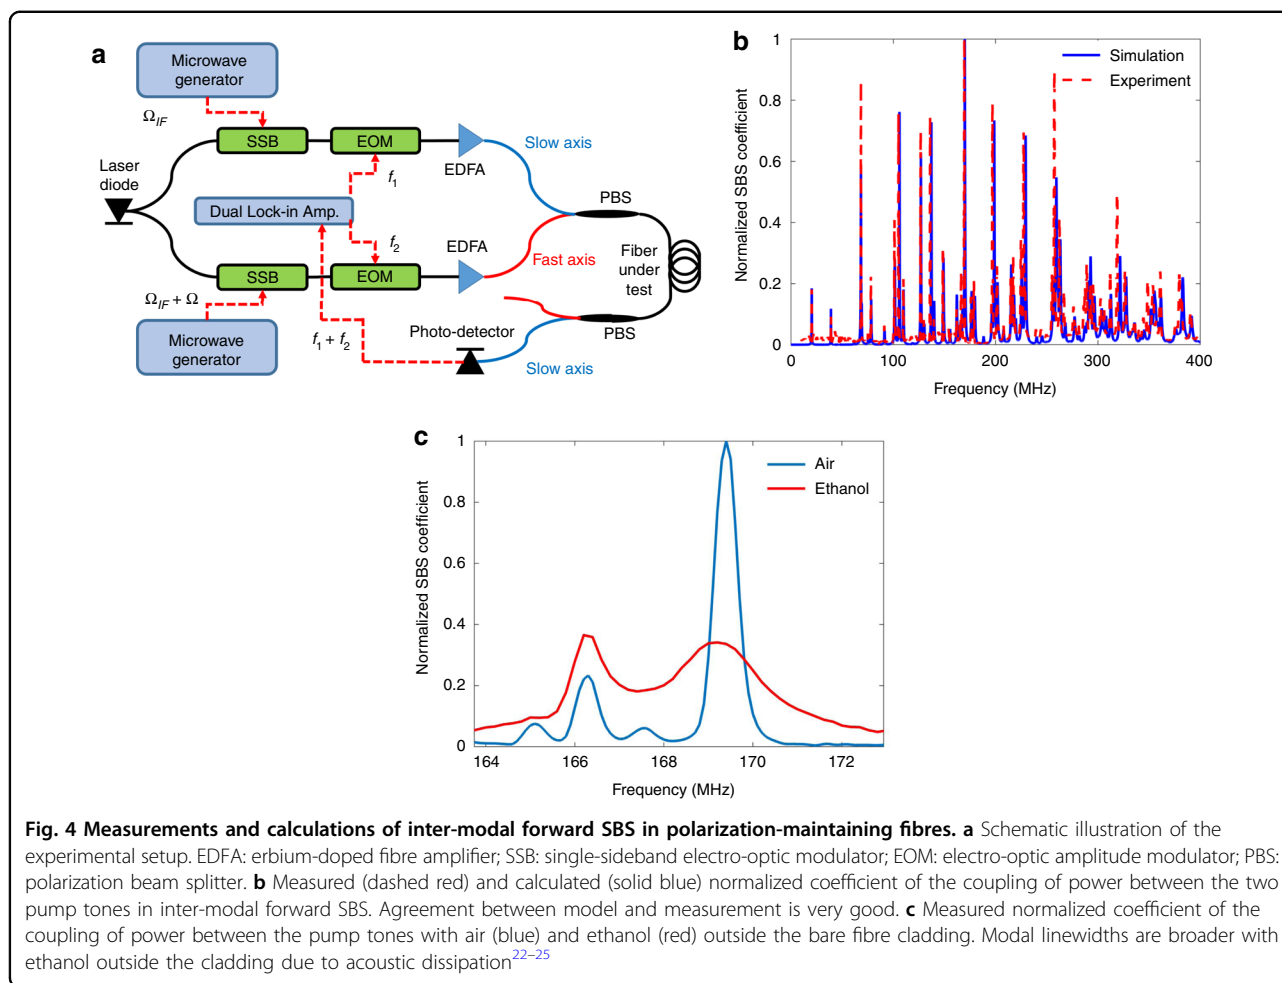 a
Microwave
generator
Ω_IF
SSB
EOM
EDFA
Slow axis
Laser
diode
f₁
Dual Lock-in Amp.
PBS
f₂
EDFA
Fast axis
Fiber
under
test
SSB
EOM
Ω_IF + Ω
Microwave
generator
f₁ + f₂
Photo-detector
PBS
Slow axis
b
1
0.8
0.6
0.4
0.2
0
Normalized SBS coefficient
Simulation
Experiment
0 100 200 300 400
Frequency (MHz)
c
1
0.8
0.6
0.4
0.2
0
Normalized SBS coefficient
Air
Ethanol
164 166 168 170 172
Frequency (MHz)
Fig. 4 Measurements and calculations of inter-modal forward SBS in polarization-maintaining fibres. a Schematic illustration of the
experimental setup. EDFA: erbium-doped fibre amplifier; SSB: single-sideband electro-optic modulator; EOM: electro-optic amplitude modulator; PBS:
polarization beam splitter. b Measured (dashed red) and calculated (solid blue) normalized coefficient of the coupling of power between the two
pump tones in inter-modal forward SBS. Agreement between model and measurement is very good. c Measured normalized coefficient of the
coupling of power between the pump tones with air (blue) and ethanol (red) outside the bare fibre cladding. Modal linewidths are broader with
ethanol outside the cladding due to acoustic dissipation²²⁻²⁵